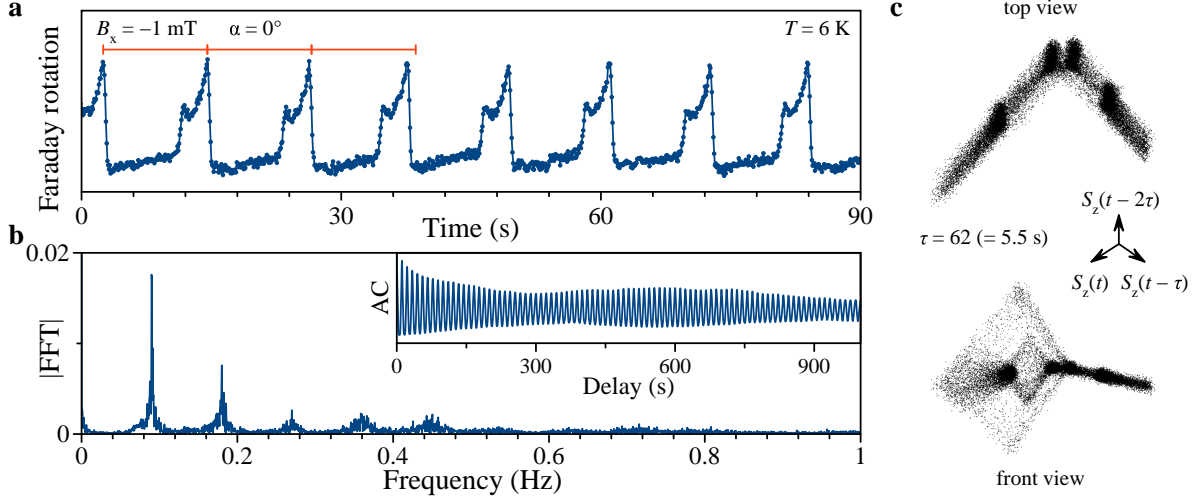 a
B_x = −1 mT α = 0° T = 6 K
Faraday rotation
0 30 60 90
Time (s)
b
0.02
0
|FFT|
AC
0 300 600 900
Delay (s)
0 0.2 0.4 0.6 0.8 1
Frequency (Hz)
c
top view
S_z(t − 2τ)
τ = 62 (= 5.5 s)
S_z(t) S_z(t − τ)
front view